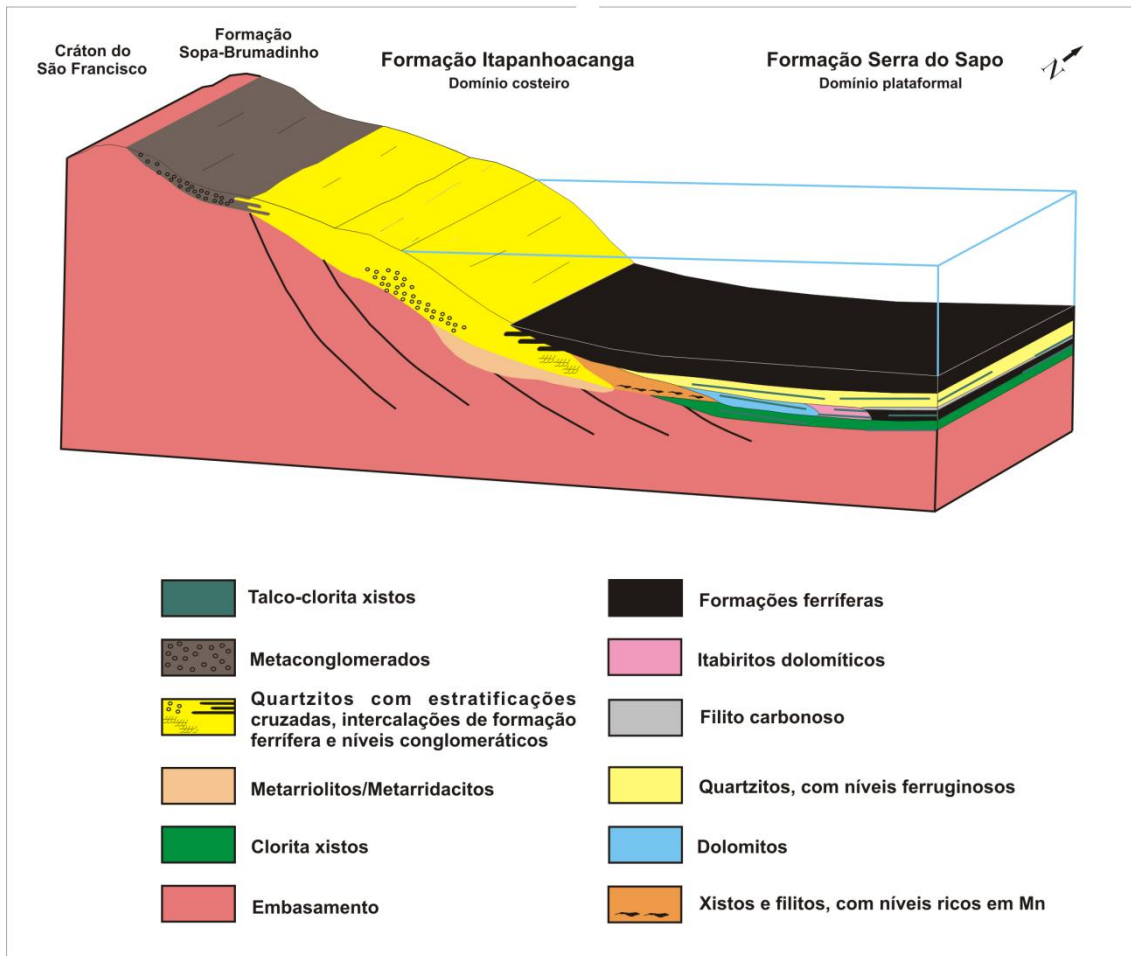 Cráton do
São Francisco
Formação
Sopa-Brumadinho
Formação Itapanhoacanga
Domínio costeiro
Formação Serra do Sapo
Domínio plataformal
N
Talco-clorita xistos
Metaconglomerados
Quartzitos com estratificações
cruzadas, intercalações de formação
ferrífera e níveis conglomeráticos
Metarriolitos/Metarridacitos
Clorita xistos
Embasamento
Formações ferríferas
Itabiritos dolomíticos
Filito carbonoso
Quartzitos, com níveis ferruginosos
Dolomitos
Xistos e filitos, com níveis ricos em Mn